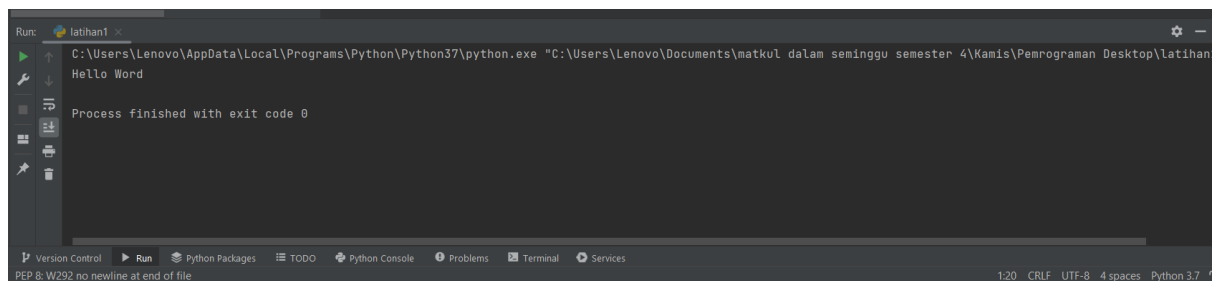 Run: latihan1
C:\Users\Lenovo\AppData\Local\Programs\Python\Python37\python.exe "C:\Users\Lenovo\Documents\matkul dalam seminggu semester 4\Kamis\Pemrograman Desktop\latihan
Hello Word
Process finished with exit code 0
Version Control Run Python Packages TODO Python Console Problems Terminal Services
PEP 8: W292 no newline at end of file 1:20 CRLF UTF-8 4 spaces Python 3.7